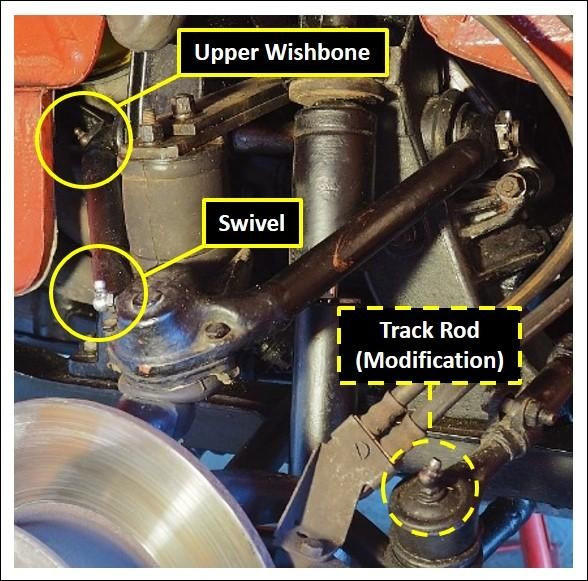 Upper Wishbone
Swivel
Track Rod
(Modification)
D